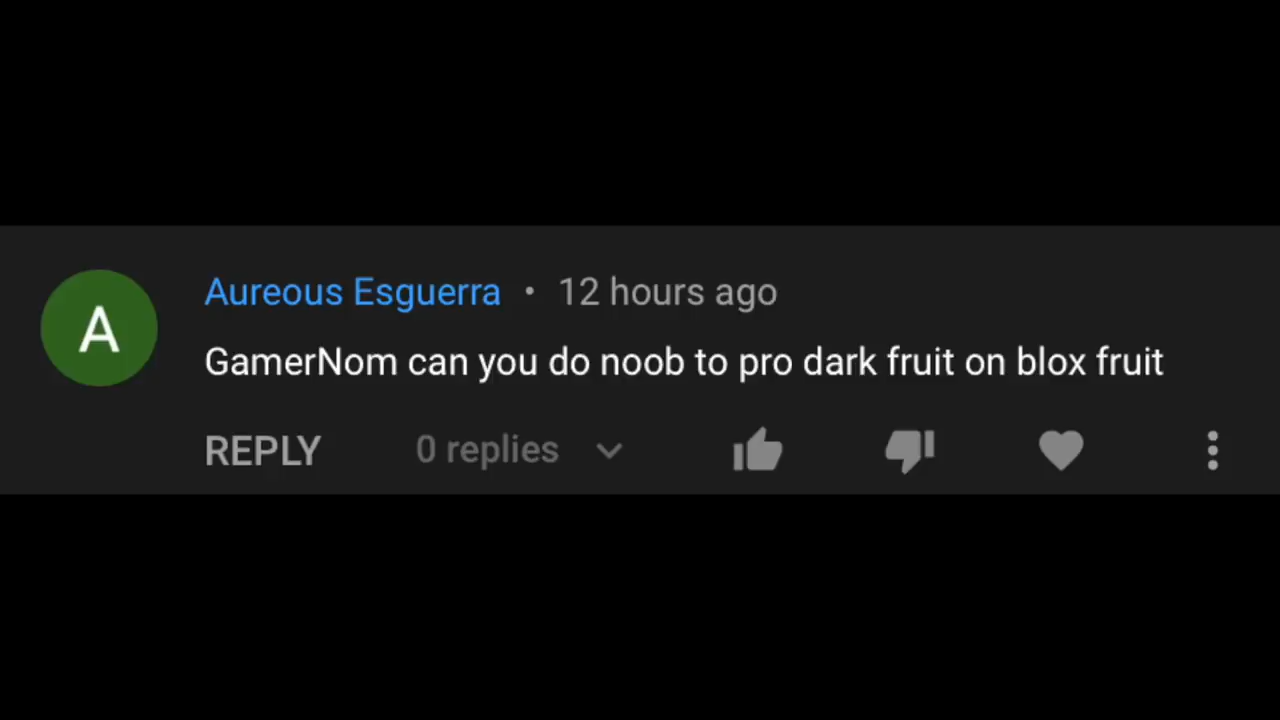 A
Aureous Esguerra • 12 hours ago
GamerNom can you do noob to pro dark fruit on blox fruit
REPLY 0 replies